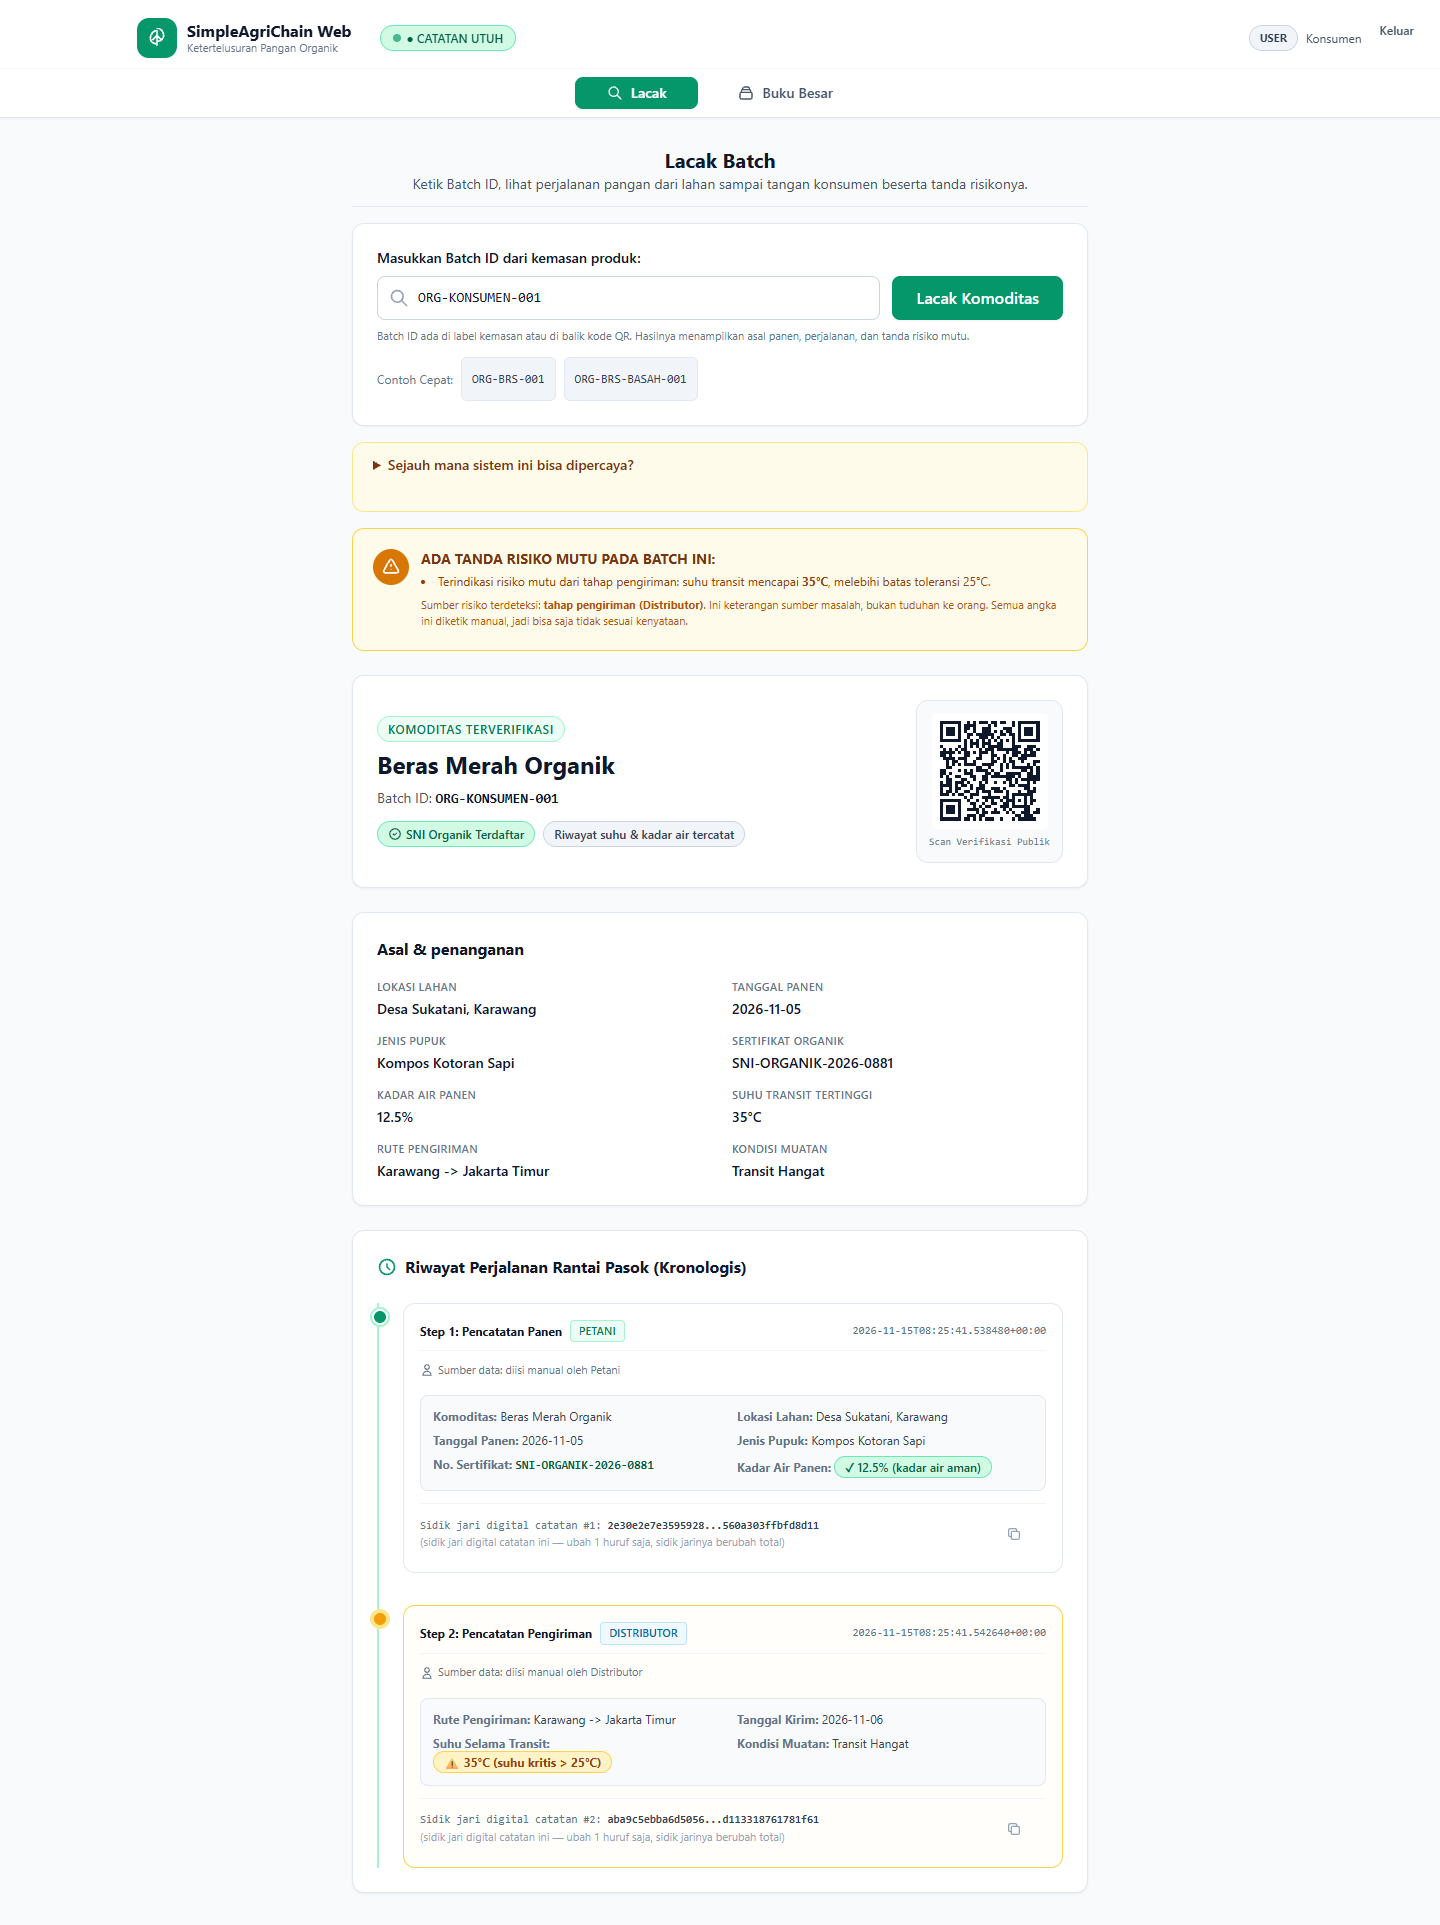 SimpleAgriChain Web
Ketertelusuran Pangan Organik
● CATATAN UTUH
USER
Konsumen
Keluar
Lacak
Buku Besar
Lacak Batch
Ketik Batch ID, lihat perjalanan pangan dari lahan sampai tangan konsumen beserta tanda risikonya.
Masukkan Batch ID dari kemasan produk:
ORG-KONSUMEN-001
Lacak Komoditas
Batch ID ada di label kemasan atau di balik kode QR. Hasilnya menampilkan asal panen, perjalanan, dan tanda risiko mutu.
Contoh Cepat:
ORG-BRS-001
ORG-BRS-BASAH-001
▶ Sejauh mana sistem ini bisa dipercaya?
ADA TANDA RISIKO MUTU PADA BATCH INI:
• Terindikasi risiko mutu dari tahap pengiriman: suhu transit mencapai 35°C, melebihi batas toleransi 25°C.
Sumber risiko terdeteksi: tahap pengiriman (Distributor). Ini keterangan sumber masalah, bukan tuduhan ke orang. Semua angka
ini diketik manual, jadi bisa saja tidak sesuai kenyataan.
KOMODITAS TERVERIFIKASI
Beras Merah Organik
Batch ID: ORG-KONSUMEN-001
SNI Organik Terdaftar
Riwayat suhu & kadar air tercatat
Scan Verifikasi Publik
Asal & penanganan
LOKASI LAHAN
Desa Sukatani, Karawang
TANGGAL PANEN
2026-11-05
JENIS PUPUK
Kompos Kotoran Sapi
SERTIFIKAT ORGANIK
SNI-ORGANIK-2026-0881
KADAR AIR PANEN
12.5%
SUHU TRANSIT TERTINGGI
35°C
RUTE PENGIRIMAN
Karawang -> Jakarta Timur
KONDISI MUATAN
Transit Hangat
Riwayat Perjalanan Rantai Pasok (Kronologis)
Step 1: Pencatatan Panen
PETANI
2026-11-15T08:25:41.538480+00:00
Sumber data: diisi manual oleh Petani
Komoditas: Beras Merah Organik
Lokasi Lahan: Desa Sukatani, Karawang
Tanggal Panen: 2026-11-05
Jenis Pupuk: Kompos Kotoran Sapi
No. Sertifikat: SNI-ORGANIK-2026-0881
Kadar Air Panen: ✓ 12.5% (kadar air aman)
Sidik jari digital catatan #1: 2e30e2e7e3595928...560a303ffbfd8d11
(sidik jari digital catatan ini — ubah 1 huruf saja, sidik jarinya berubah total)
Step 2: Pencatatan Pengiriman
DISTRIBUTOR
2026-11-15T08:25:41.542640+00:00
Sumber data: diisi manual oleh Distributor
Rute Pengiriman: Karawang -> Jakarta Timur
Tanggal Kirim: 2026-11-06
Suhu Selama Transit:
⚠ 35°C (suhu kritis > 25°C)
Kondisi Muatan: Transit Hangat
Sidik jari digital catatan #2: aba9c5ebba6d5056...d113318761781f61
(sidik jari digital catatan ini — ubah 1 huruf saja, sidik jarinya berubah total)